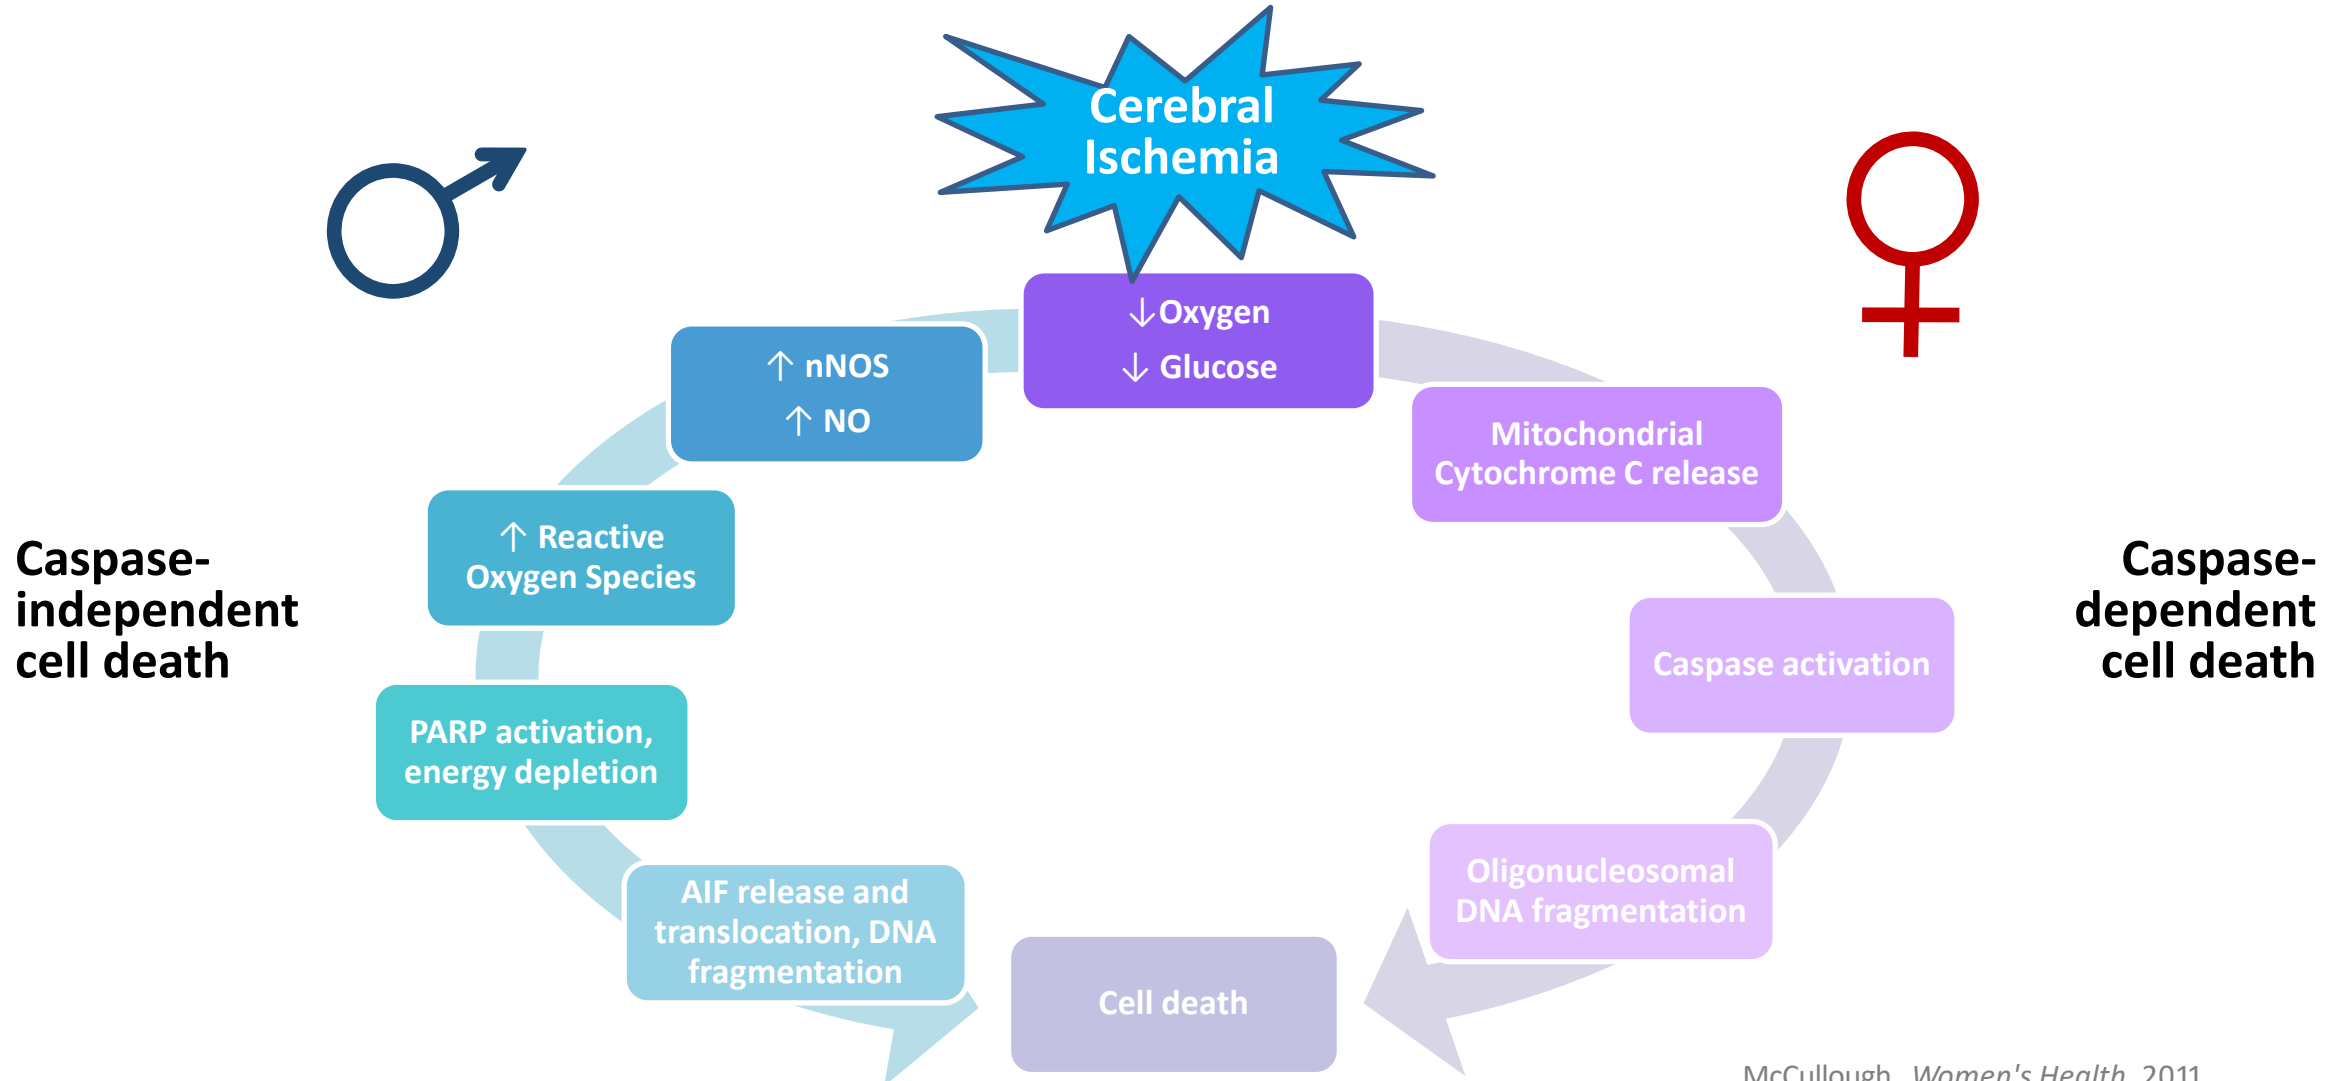 Cerebral
Ischemia
↓Oxygen
↓ Glucose
↑ nNOS
↑ NO
Mitochondrial
Cytochrome C release
↑ Reactive
Oxygen Species
Caspase-
independent
cell death
Caspase-
dependent
cell death
Caspase activation
PARP activation,
energy depletion
Oligonucleosomal
DNA fragmentation
AIF release and
translocation, DNA
fragmentation
Cell death
McCullough, Women's Health, 2011